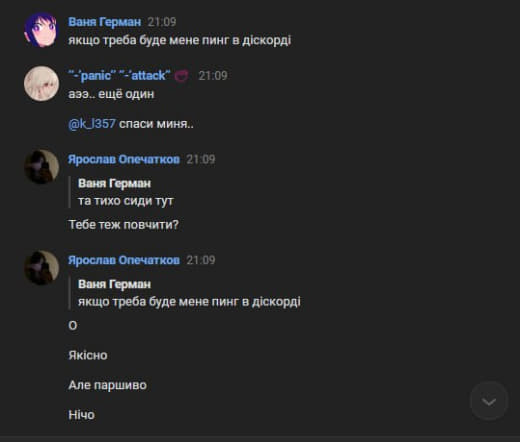 Ваня Герман 21:09
якщо треба буде мене пинг в діскорді
"-'panic" "-'attack" 21:09
аээ.. ещё один
@k_l357 спаси миня..
Ярослав Опечатков 21:09
Ваня Герман
та тихо сиди тут
Тебе теж повчити?
Ярослав Опечатков 21:09
Ваня Герман
якщо треба буде мене пинг в діскорді
О
Якісно
Але паршиво
Нічо